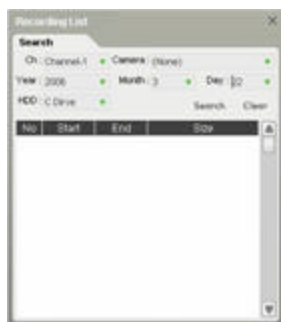 Recording List
Search
Ch : Channel-1 Camera : (None)
Year : 2006 Month : 3 Day : 22
HDD : C Drive Search Clear
No Start End Size